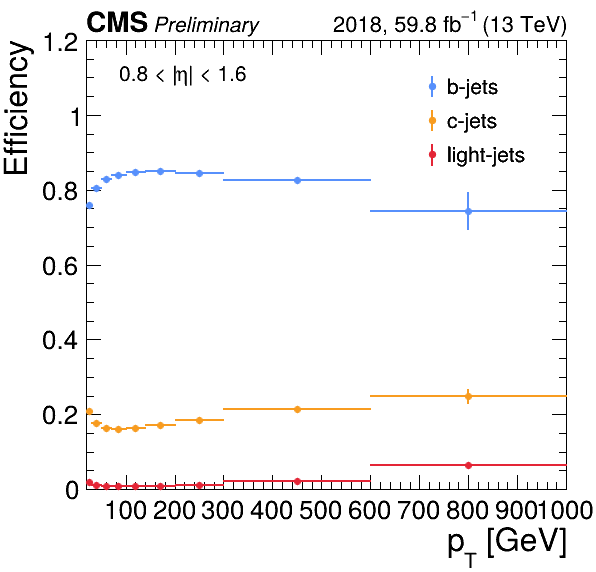 CMS Preliminary 2018, 59.8 fb⁻¹ (13 TeV)
0.8 < |η| < 1.6
b-jets
c-jets
light-jets
Efficiency
1.2
1
0.8
0.6
0.4
0.2
0
100 200 300 400 500 600 700 800 900 1000
p_T [GeV]